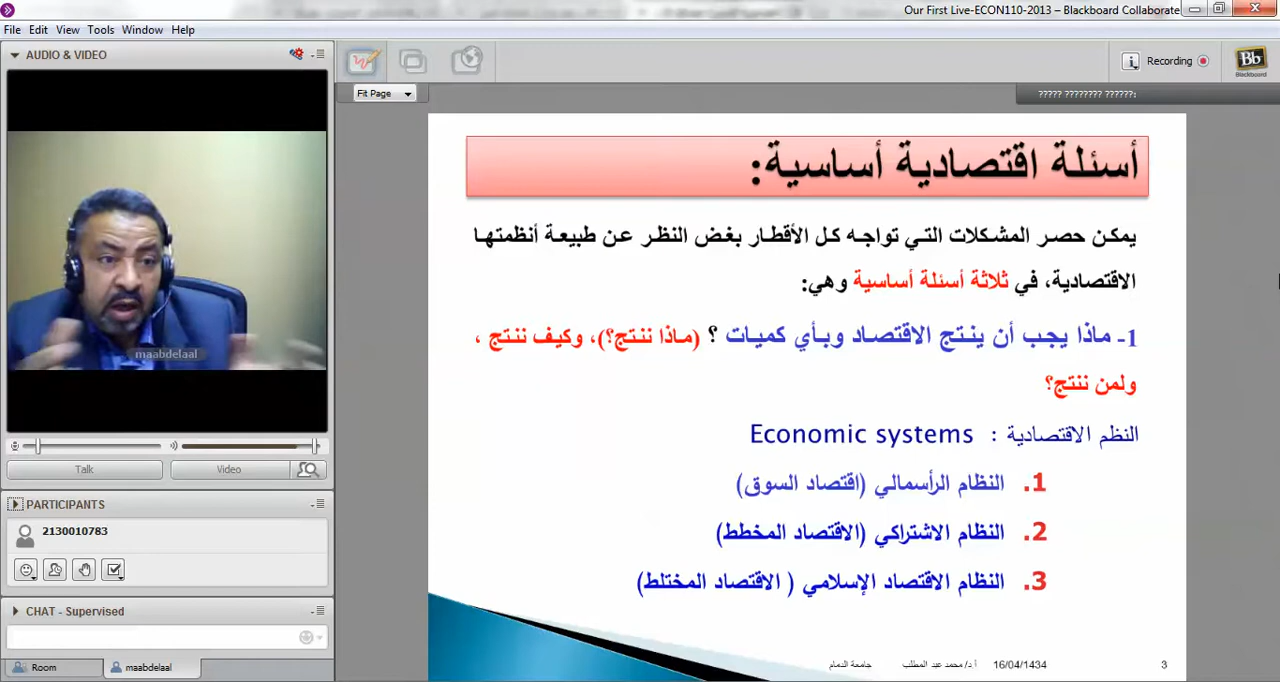 Our First Live-ECON110-2013 – Blackboard Collaborate
File Edit View Tools Window Help
AUDIO & VIDEO
Recording
Bb
Blackboard
Fit Page
????? ???????? ??????:
maabdelaal
Talk
Video
PARTICIPANTS
2130010783
CHAT - Supervised
Room
maabdelaal
أسئلة اقتصادية أساسية:
يمكن حصر المشكلات التي تواجه كل الأقطار بغض النظر عن طبيعة أنظمتها
الاقتصادية، في ثلاثة أسئلة أساسية وهي:
1- ماذا يجب أن ينتج الاقتصاد وبأي كميات ؟ (ماذا ننتج؟)، وكيف ننتج ،
ولمن ننتج؟
النظم الاقتصادية : Economic systems
1. النظام الرأسمالي (اقتصاد السوق)
2. النظام الاشتراكي (الاقتصاد المخطط)
3. النظام الاقتصاد الإسلامي ( الاقتصاد المختلط)
16/04/1434 أ.د/ محمد عبد المطلب جامعة الدمام 3